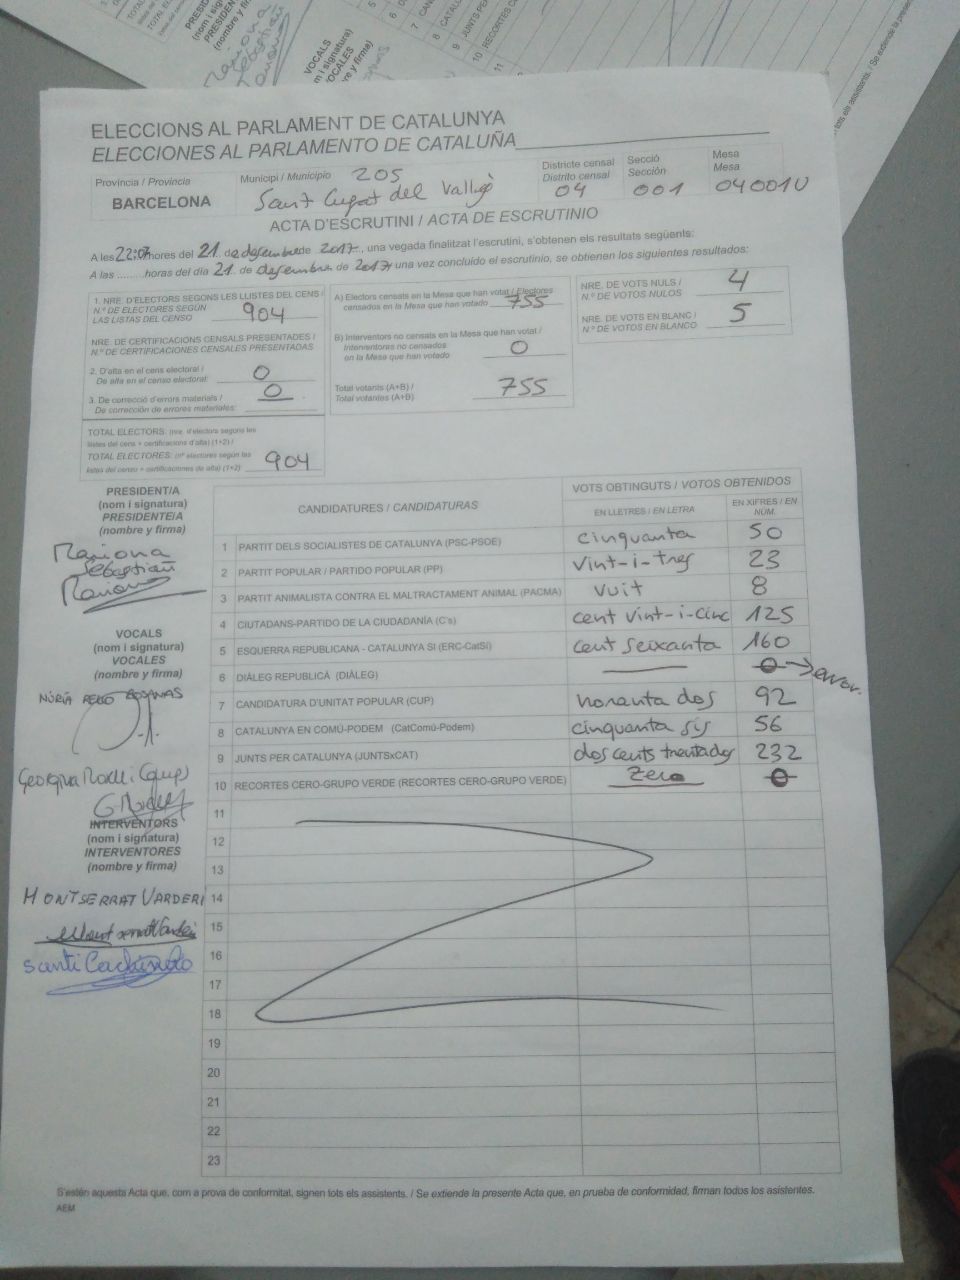 ELECCIONS AL PARLAMENT DE CATALUNYA
ELECCIONES AL PARLAMENTO DE CATALUÑA
Província / Provincia
BARCELONA
Municipi / Municipio 205
Sant Cugat del Vallès
Districte censal
Distrito censal
04
Secció
Sección
001
Mesa
Mesa
04001U
ACTA D'ESCRUTINI / ACTA DE ESCRUTINIO
A les 22:07 hores del 21 de desembre de 2017, una vegada finalitzat l'escrutini, s'obtenen els resultats següents:
A las ........horas del día 21 de desembre de 2017 una vez concluido el escrutinio, se obtienen los siguientes resultados:
1. NRE. D'ELECTORS SEGONS LES LLISTES DEL CENS /
N.º DE ELECTORES SEGÚN
LAS LISTAS DEL CENSO 904
NRE. DE CERTIFICACIONS CENSALS PRESENTADES /
N.º DE CERTIFICACIONES CENSALES PRESENTADAS
2. D'alta en el cens electoral /
De alta en el censo electoral: 0
3. De correcció d'errors materials /
De corrección de errores materiales: 0
TOTAL ELECTORS: (nre. d'electors segons les
llistes del cens + certificacions d'alta) (1+2) /
TOTAL ELECTORES: (nº electores según las
listas del censo + certificaciones de alta) (1+2) 904
A) Electors censats en la Mesa que han votat / Electores
censados en la Mesa que han votado 755
B) Interventors no censats en la Mesa que han votat /
Interventores no censados
en la Mesa que han votado 0
Total votants (A+B) /
Total votantes (A+B) 755
NRE. DE VOTS NULS /
N.º DE VOTOS NULOS 4
NRE. DE VOTS EN BLANC /
N.º DE VOTOS EN BLANCO 5
PRESIDENT/A
(nom i signatura)
PRESIDENTE/A
(nombre y firma)
Mariona
Sebastián
Mariona
VOCALS
(nom i signatura)
VOCALES
(nombre y firma)
NÚRIA
INTERVENTORS
(nom i signatura)
INTERVENTORES
(nombre y firma)
MONTSERRAT VARDERI
Santi
CANDIDATURES / CANDIDATURAS
VOTS OBTINGUTS / VOTOS OBTENIDOS
EN LLETRES / EN LETRA
EN XIFRES / EN NÚM.
1 PARTIT DELS SOCIALISTES DE CATALUNYA (PSC-PSOE) cinquanta 50
2 PARTIT POPULAR / PARTIDO POPULAR (PP) vint-i-tres 23
3 PARTIT ANIMALISTA CONTRA EL MALTRACTAMENT ANIMAL (PACMA) vuit 8
4 CIUTADANS-PARTIDO DE LA CIUDADANÍA (C's) cent vint-i-cinc 125
5 ESQUERRA REPUBLICANA - CATALUNYA SI (ERC-CatSí) cent seixanta 160
6 DIÀLEG REPUBLICÀ (DIÀLEG) 0 → error.
7 CANDIDATURA D'UNITAT POPULAR (CUP) noranta dos 92
8 CATALUNYA EN COMÚ-PODEM (CatComú-Podem) cinquanta sis 56
9 JUNTS PER CATALUNYA (JUNTSxCAT) dos cents trenta dos 232
10 RECORTES CERO-GRUPO VERDE (RECORTES CERO-GRUPO VERDE) zero 0
11
12
13
14
15
16
17
18
19
20
21
22
23
S'estén aquesta Acta que, com a prova de conformitat, signen tots els assistents. / Se extiende la presente Acta que, en prueba de conformidad, firman todos los asistentes.
AEM